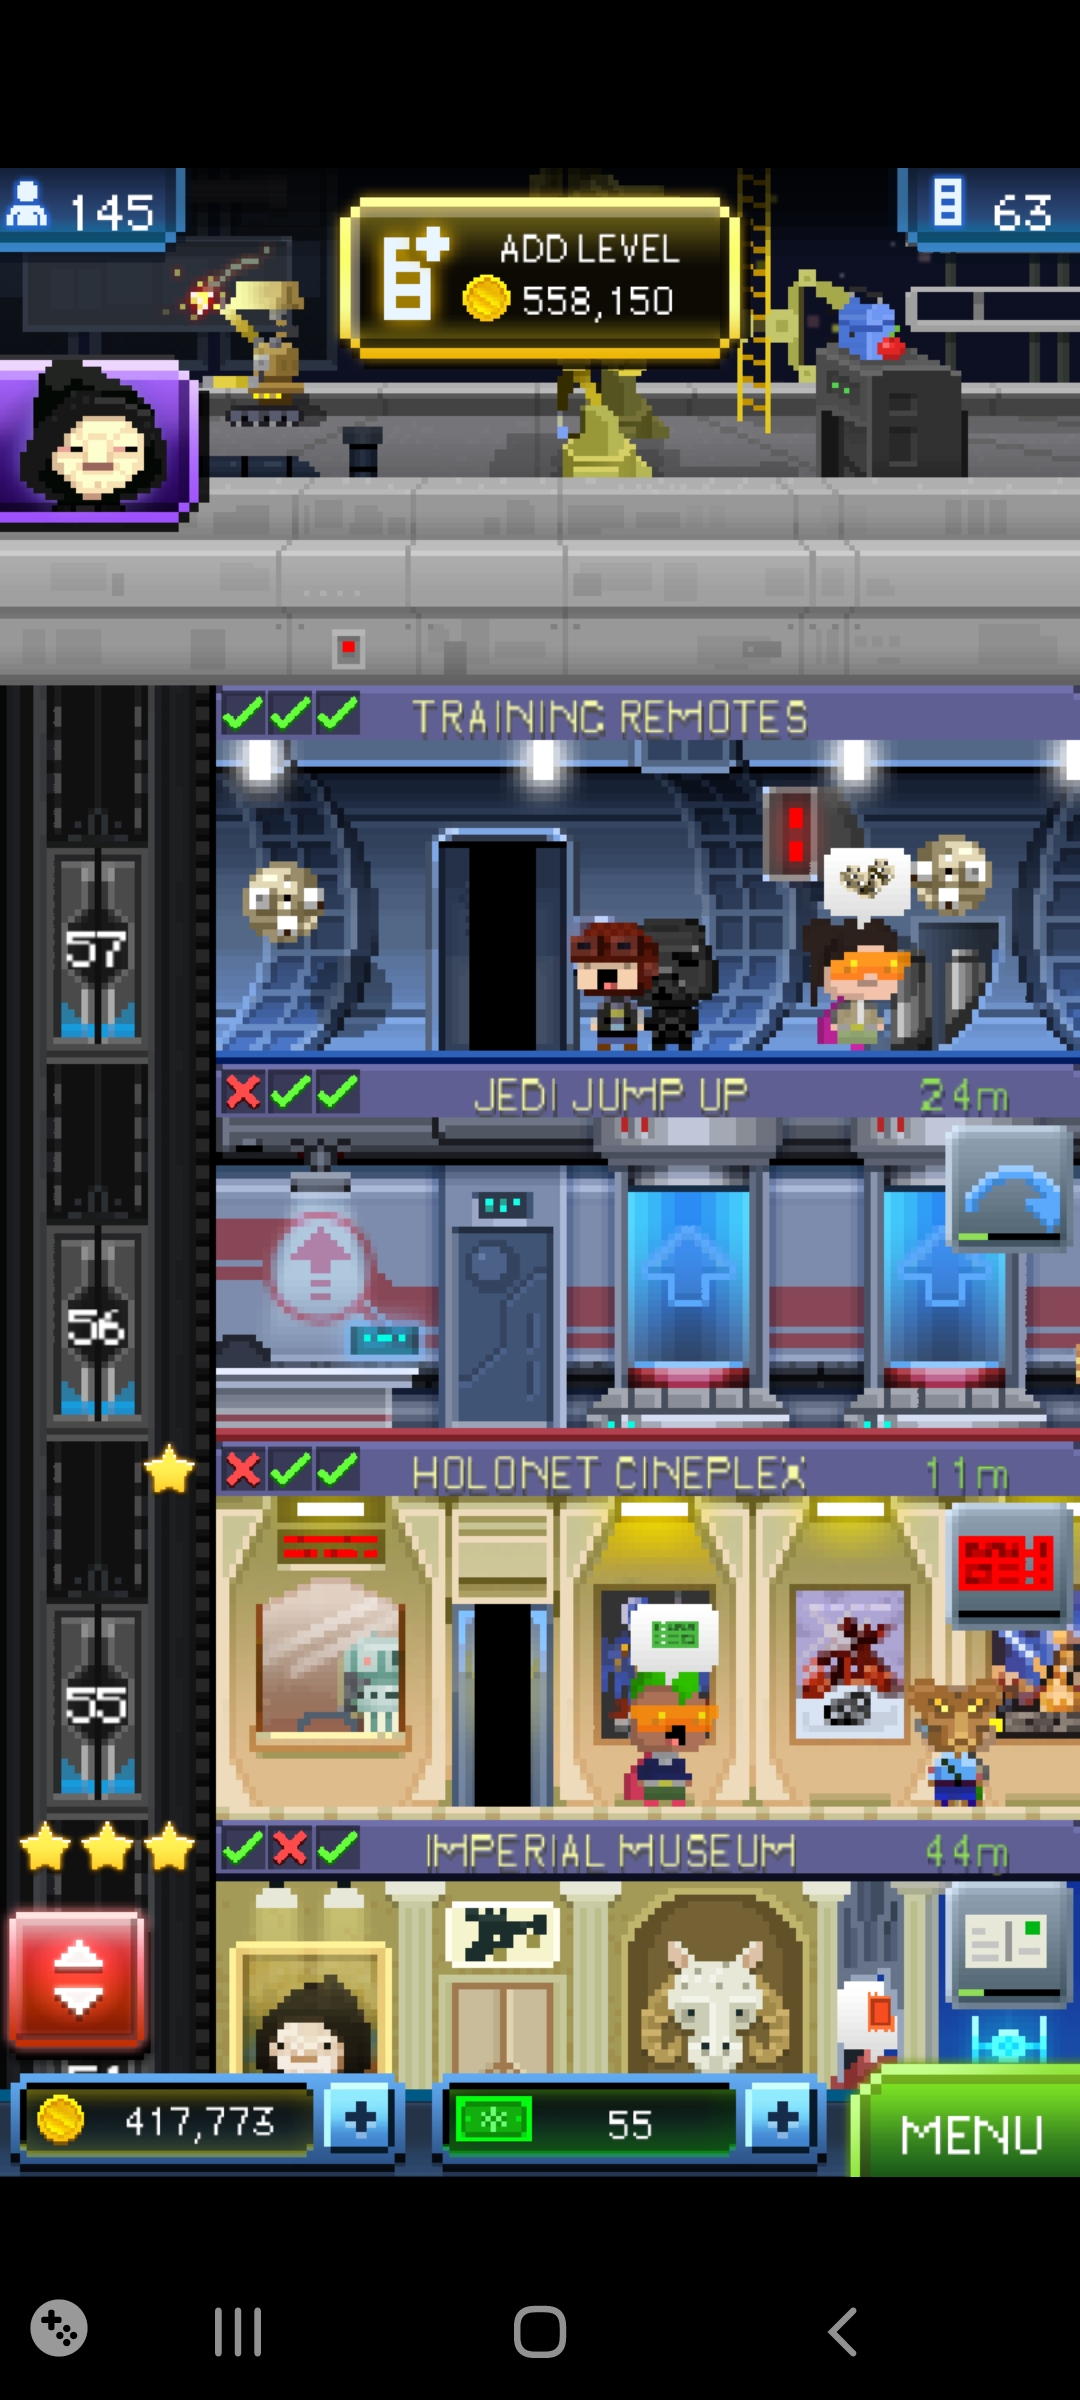 145
ADD LEVEL
558,150
63
TRAINING REMOTES
57
JEDI JUMP UP
24m
56
HOLONET CINEPLEX
11m
55
IMPERIAL MUSEUM
44m
417,773
55
MENU